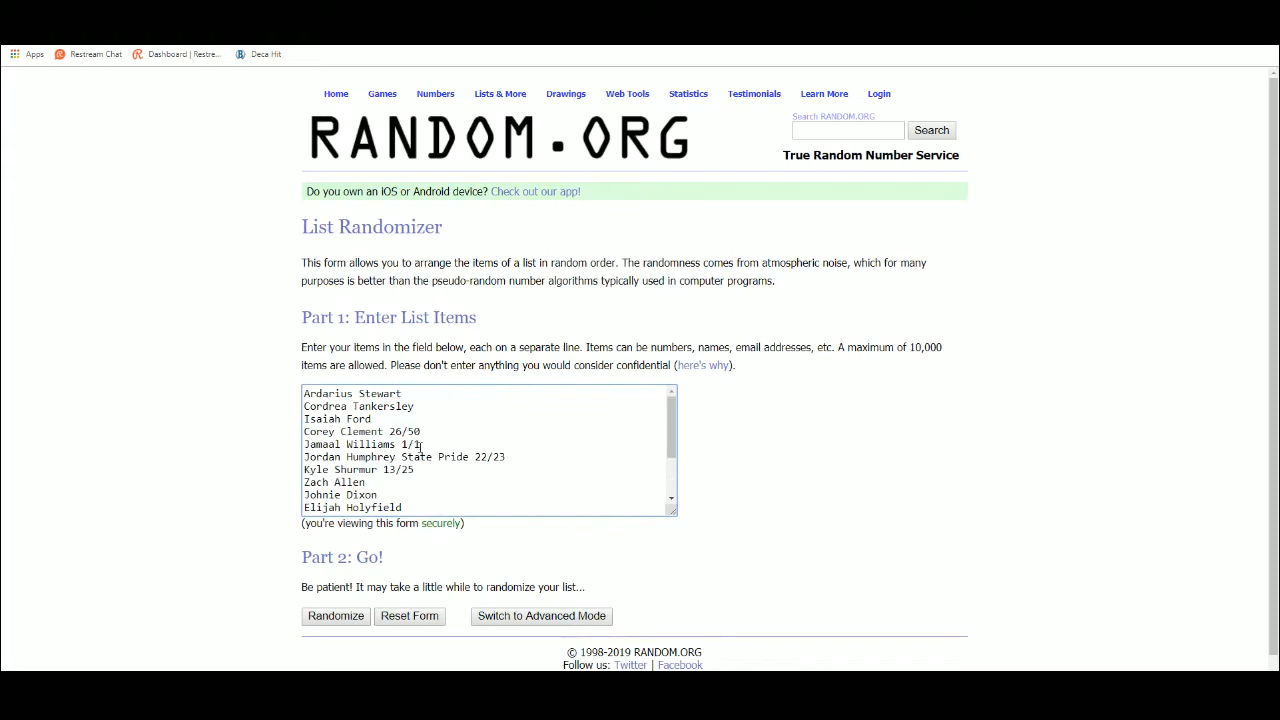 Apps Restream Chat Dashboard | Restre... Deca Hit
Home Games Numbers Lists & More Drawings Web Tools Statistics Testimonials Learn More Login
RANDOM.ORG
Search RANDOM.ORG
Search
True Random Number Service
Do you own an iOS or Android device? Check out our app!
List Randomizer
This form allows you to arrange the items of a list in random order. The randomness comes from atmospheric noise, which for many
purposes is better than the pseudo-random number algorithms typically used in computer programs.
Part 1: Enter List Items
Enter your items in the field below, each on a separate line. Items can be numbers, names, email addresses, etc. A maximum of 10,000
items are allowed. Please don't enter anything you would consider confidential (here's why).
Ardarius Stewart
Cordrea Tankersley
Isaiah Ford
Corey Clement 26/50
Jamaal Williams 1/1
Jordan Humphrey State Pride 22/23
Kyle Shurmur 13/25
Zach Allen
Johnie Dixon
Elijah Holyfield
(you're viewing this form securely)
Part 2: Go!
Be patient! It may take a little while to randomize your list...
Randomize Reset Form Switch to Advanced Mode
© 1998-2019 RANDOM.ORG
Follow us: Twitter | Facebook